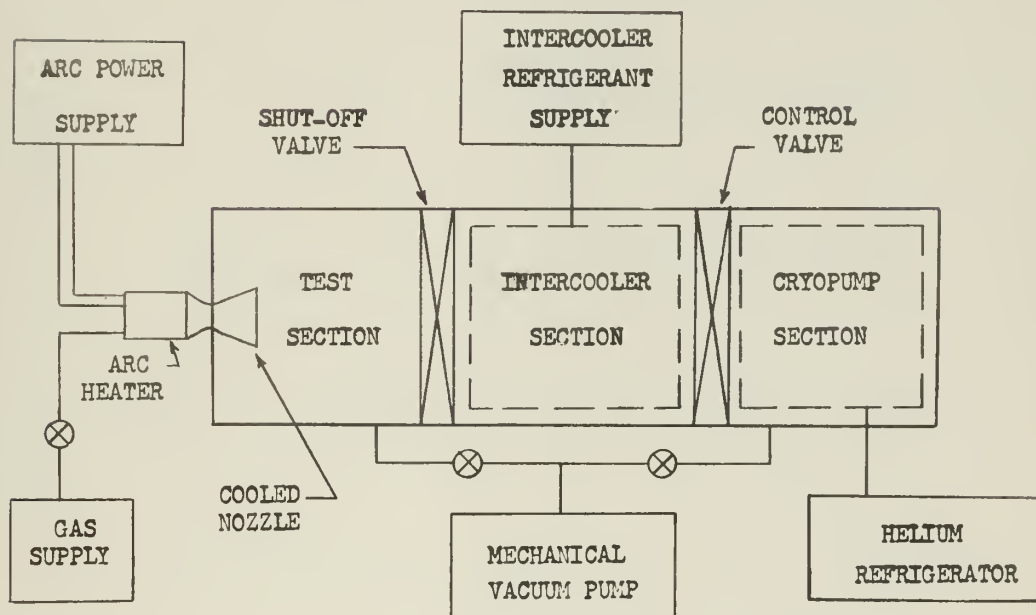 ARC POWER
SUPPLY
INTERCOOLER
REFRIGERANT
SUPPLY
SHUT-OFF
VALVE
CONTROL
VALVE
TEST
SECTION
INTERCOOLER
SECTION
CRYOPUMP
SECTION
ARC
HEATER
COOLED
NOZZLE
GAS
SUPPLY
MECHANICAL
VACUUM PUMP
HELIUM
REFRIGERATOR